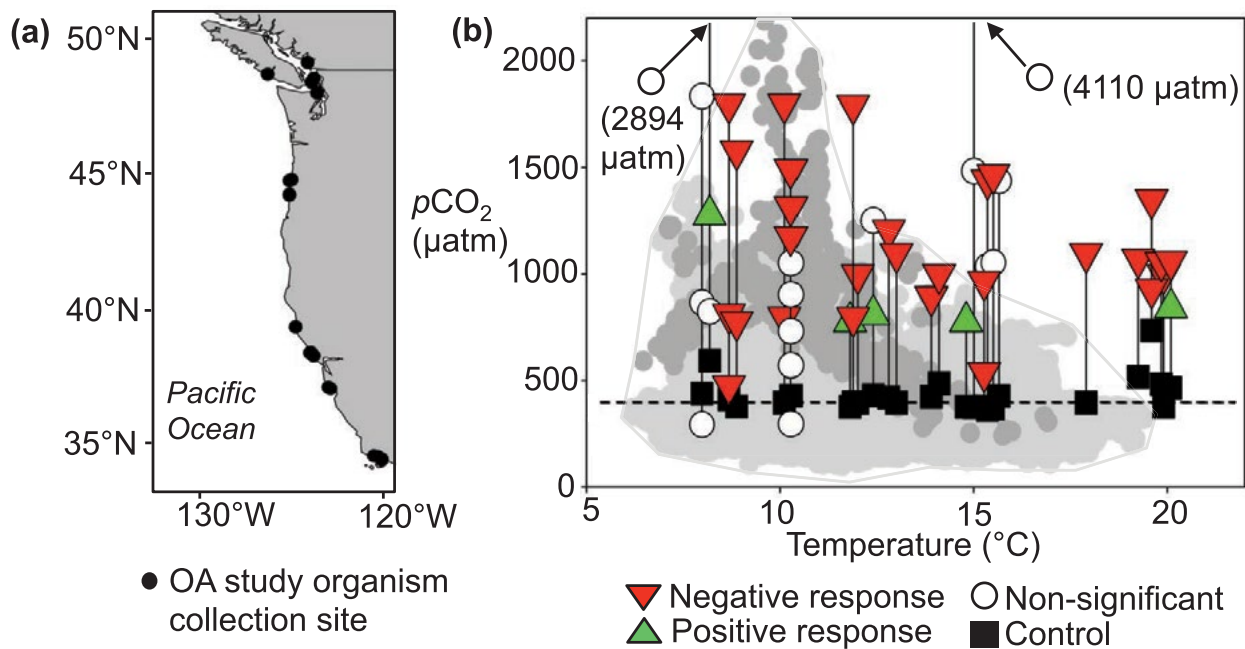 (a)
50°N
45°N
40°N
35°N
Pacific
Ocean
130°W
120°W
OA study organism
collection site
(b)
pCO2
(μatm)
2000
1500
1000
500
0
(2894
μatm)
(4110 μatm)
5
10
15
20
Temperature (°C)
Negative response
Non-significant
Positive response
Control